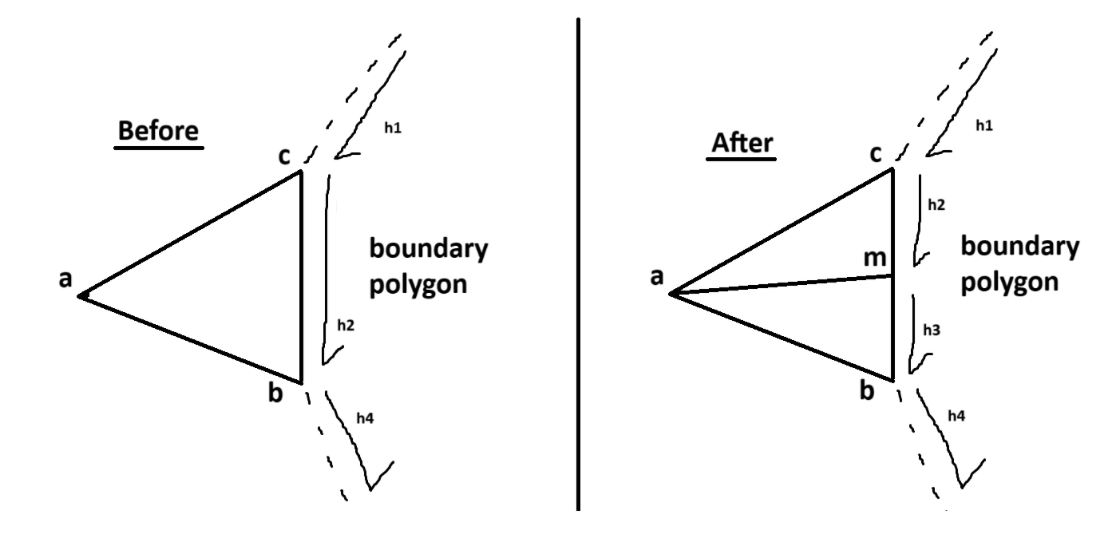 Before
c
h1
a
boundary
polygon
h2
b
h4
After
c
h1
h2
m
boundary
polygon
a
h3
b
h4